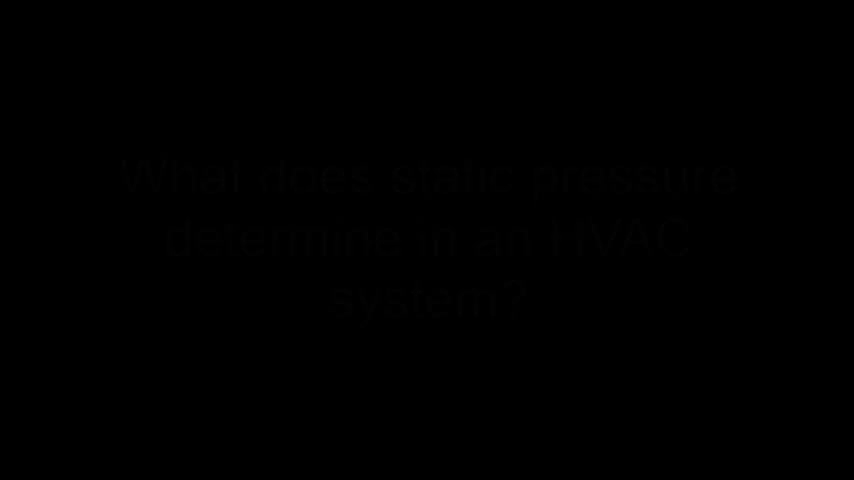 What does static pressure
determine in an HVAC
system?